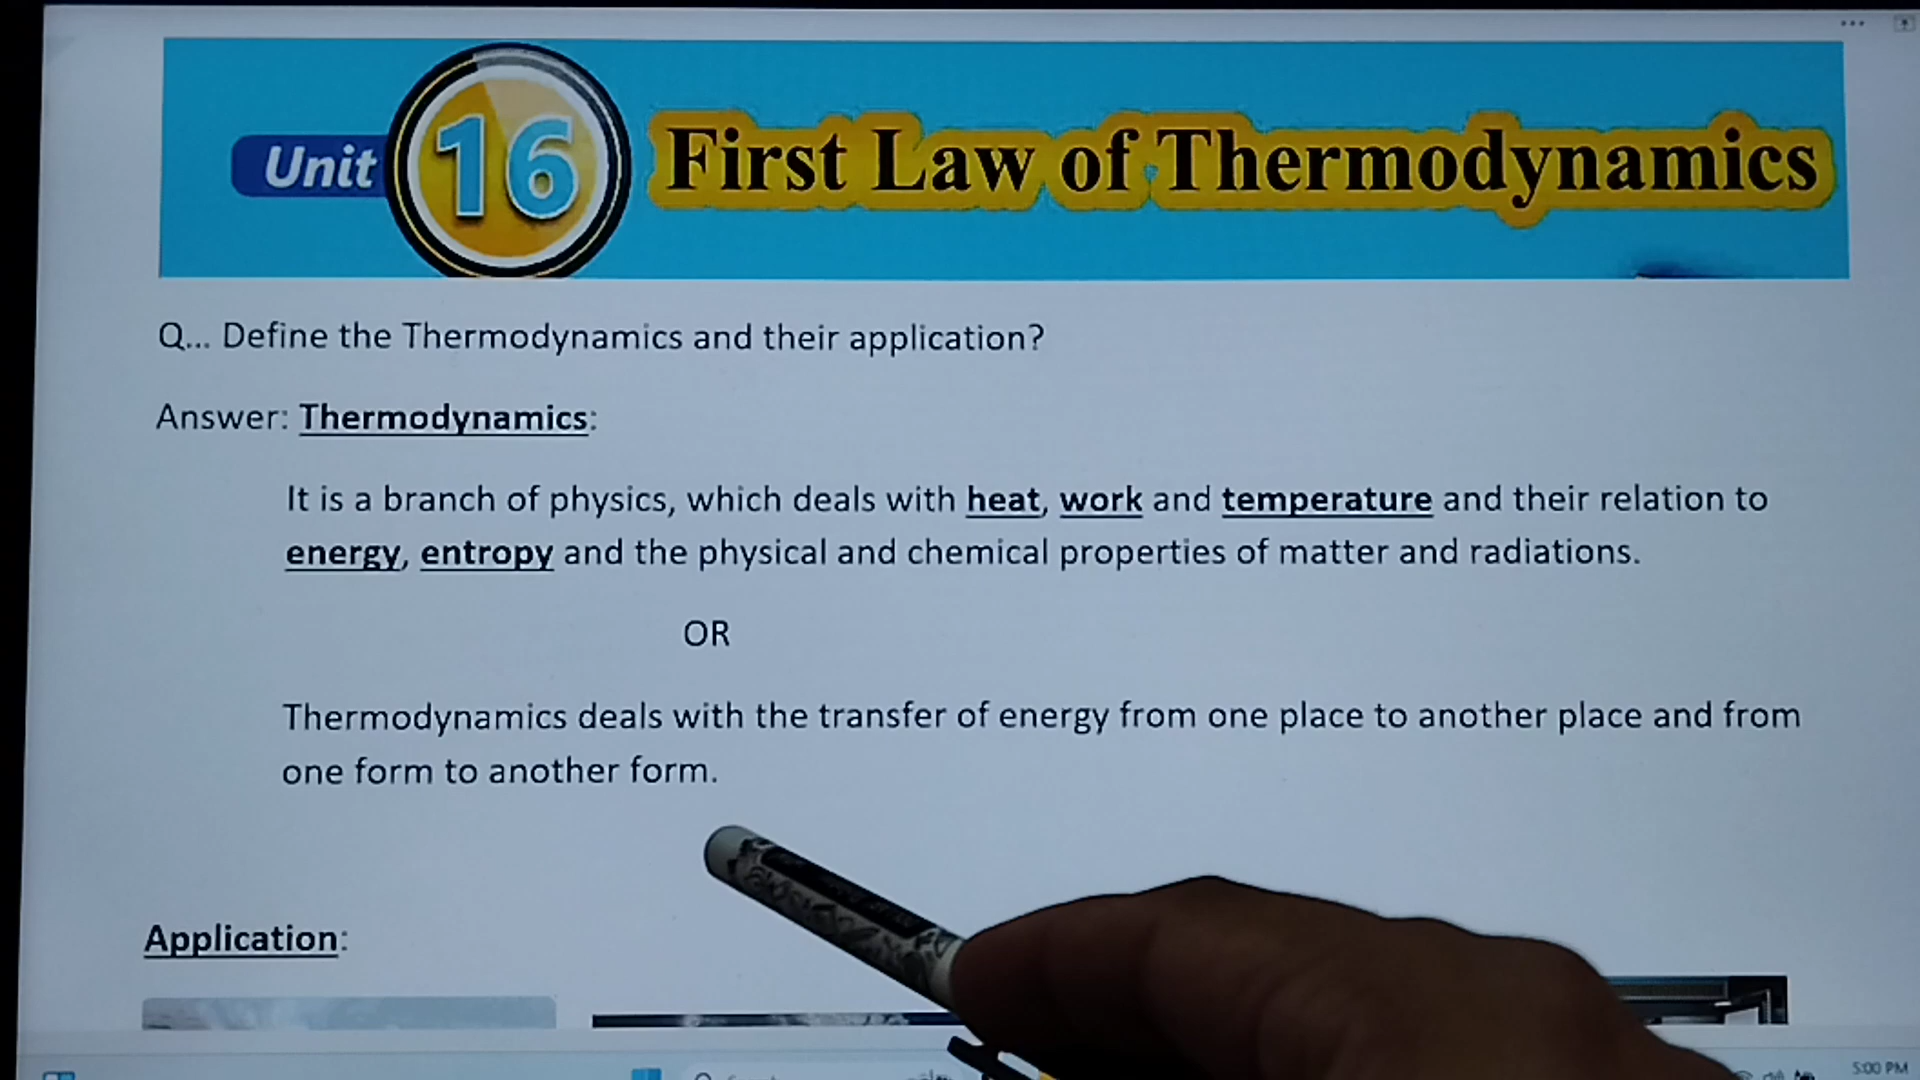 Unit 16 First Law of Thermodynamics
Q... Define the Thermodynamics and their application?
Answer: Thermodynamics:
It is a branch of physics, which deals with heat, work and temperature and their relation to
energy, entropy and the physical and chemical properties of matter and radiations.
OR
Thermodynamics deals with the transfer of energy from one place to another place and from
one form to another form.
Application:
5:00 PM